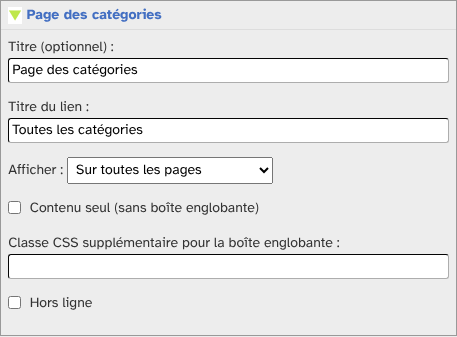 Page des catégories
Titre (optionnel) :
Page des catégories
Titre du lien :
Toutes les catégories
Afficher : Sur toutes les pages
Contenu seul (sans boîte englobante)
Classe CSS supplémentaire pour la boîte englobante :
Hors ligne